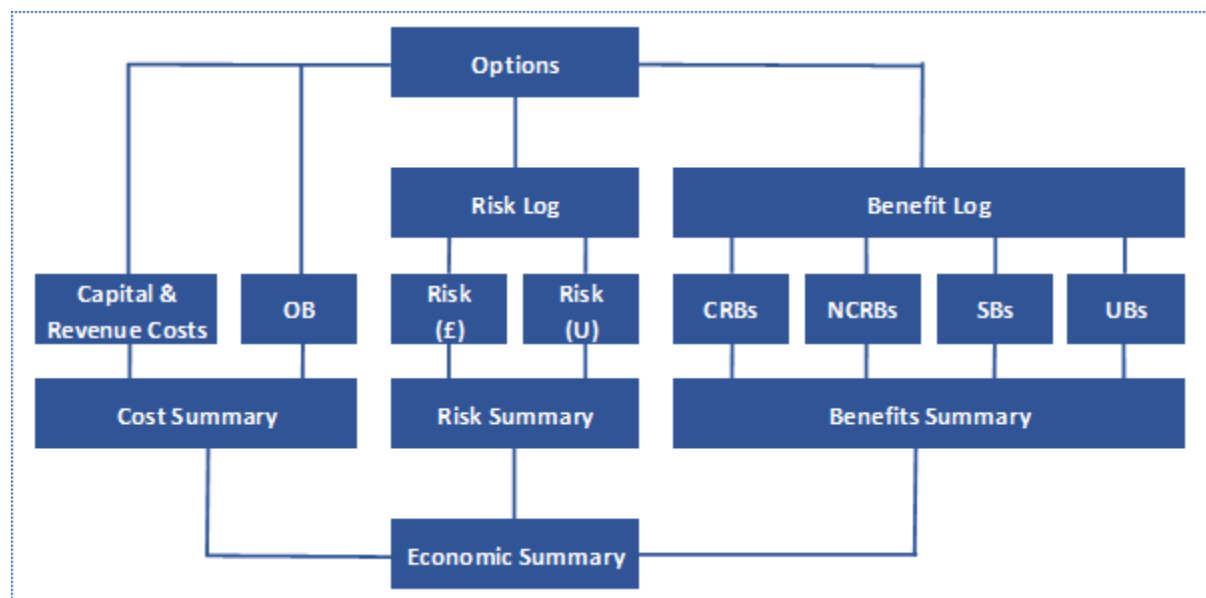 Options
Risk Log
Benefit Log
Capital &
Revenue Costs
OB
Risk
(£)
Risk
(U)
CRBs
NCRBs
SBs
UBs
Cost Summary
Risk Summary
Benefits Summary
Economic Summary